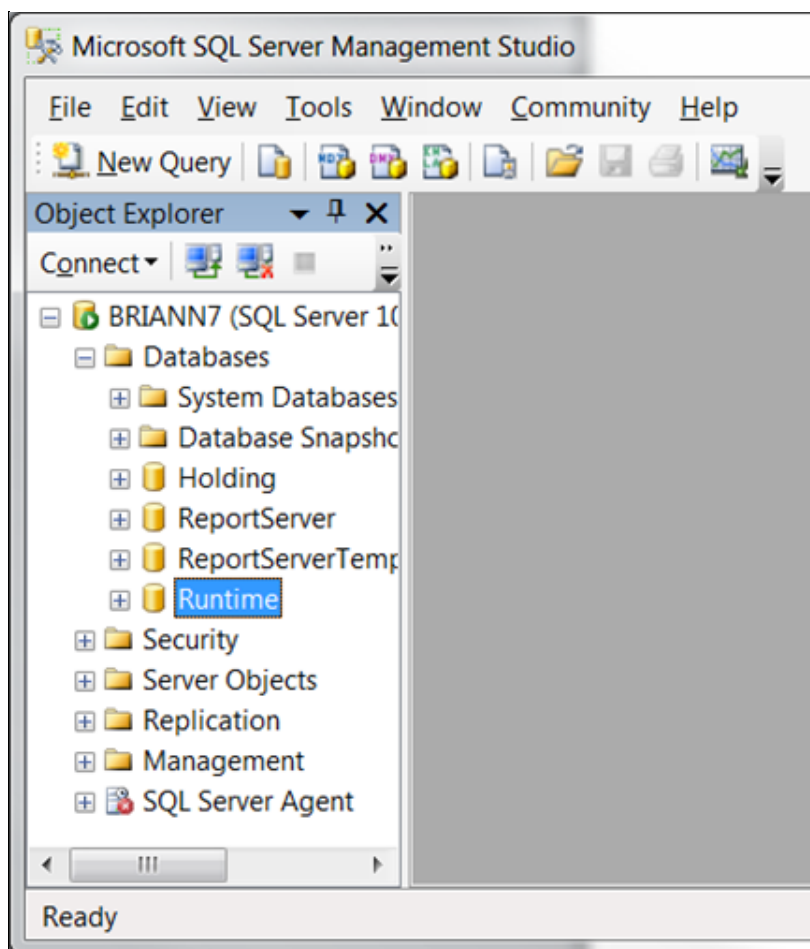 Microsoft SQL Server Management Studio
File Edit View Tools Window Community Help
New Query
Object Explorer
Connect
BRIANN7 (SQL Server 10
Databases
System Databases
Database Snapsho
Holding
ReportServer
ReportServerTemp
Runtime
Security
Server Objects
Replication
Management
SQL Server Agent
Ready